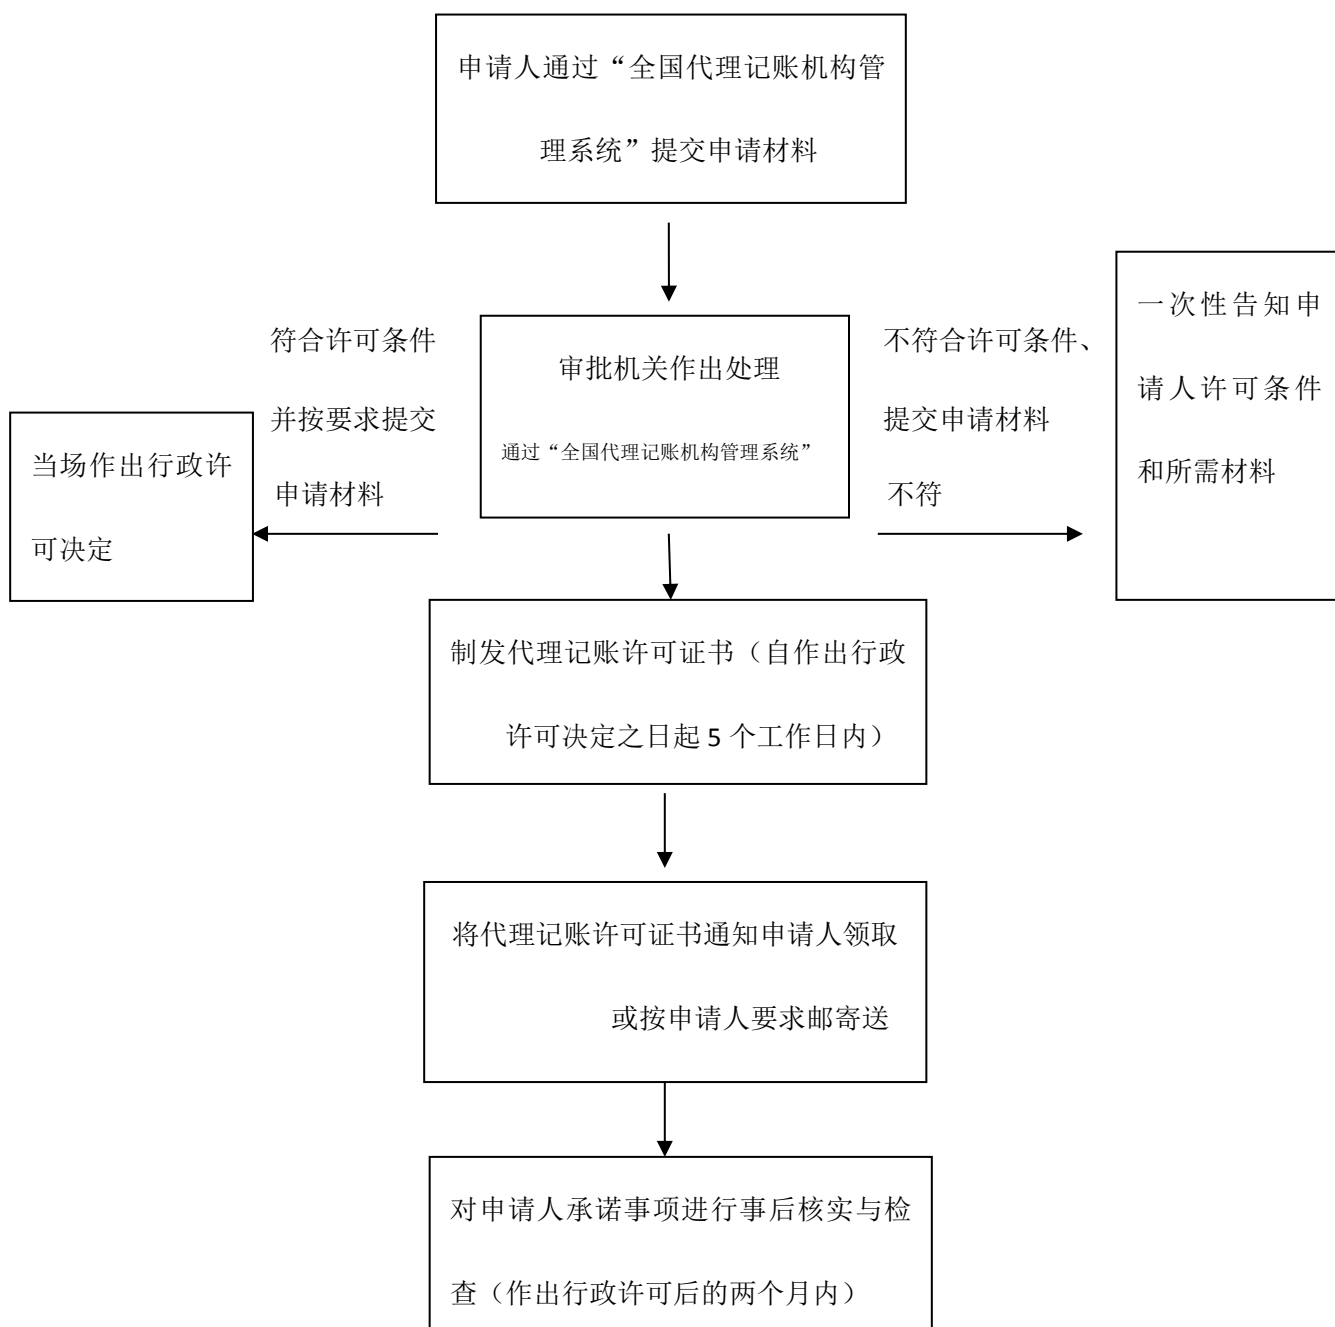 申请人通过“全国代理记账机构管
理系统”提交申请材料
符合许可条件
并按要求提交
申请材料
审批机关作出处理
通过“全国代理记账机构管理系统”
不符合许可条件、
提交申请材料
不符
一次性告知申
请人许可条件
和所需材料
当场作出行政许
可决定
制发代理记账许可证书（自作出行政
许可决定之日起 5 个工作日内）
将代理记账许可证书通知申请人领取
或按申请人要求邮寄送
对申请人承诺事项进行事后核实与检
查（作出行政许可后的两个月内）